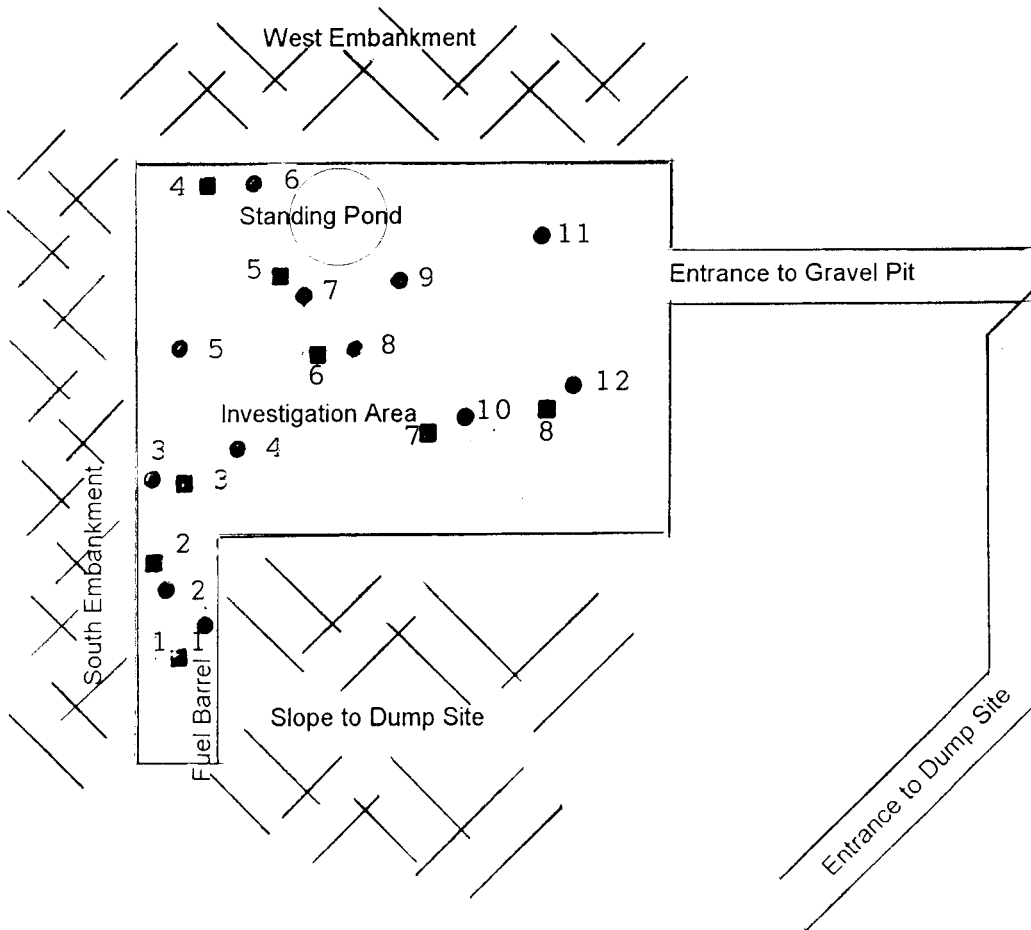 West Embankment
4
6
Standing Pond
11
5
7
9
Entrance to Gravel Pit
5
6
8
12
Investigation Area
7
10
8
3
4
3
South Embankment
2
2
1
1
Fuel Barrel
Slope to Dump Site
Entrance to Dump Site